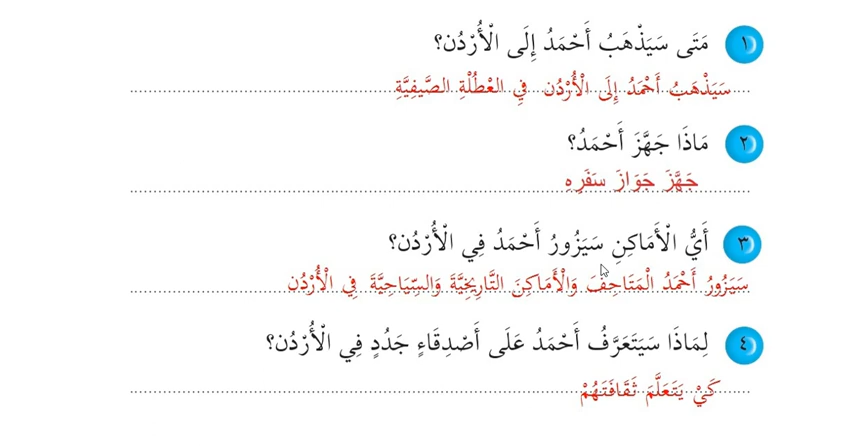 ١ مَتَى سَيَذْهَبُ أَحْمَدُ إِلَى الْأُرْدُن؟
سَيَذْهَبُ أَحْمَدُ إِلَى الْأُرْدُن فِي العْطُلْةِ الصَّيفِيَّةِ
٢ مَاذَا جَهَّزَ أَحْمَدُ؟
جَهَّزَ جَوَازَ سَفَرِهِ
٣ أَيُّ الْأَمَاكِنِ سَيَزُورُ أَحْمَدُ فِي الْأُرْدُن؟
سَيَزُورُ أَحْمَدُ الْمَتَاحِفَ وَالْأَمَاكِنَ التَّارِيخِيَّةَ وَالسِّيَاحِيَّةَ فِي الْأُرْدُن
٤ لِمَاذَا سَيَتَعَرَّفُ أَحْمَدُ عَلَى أَصْدِقَاءٍ جَدُدٍ فِي الْأُرْدُن؟
كَيْ يَتَعَلَّمَ ثَقَافَتَهُمْ